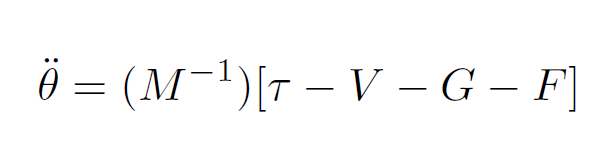 θ̈ = (M⁻¹)[τ − V − G − F]